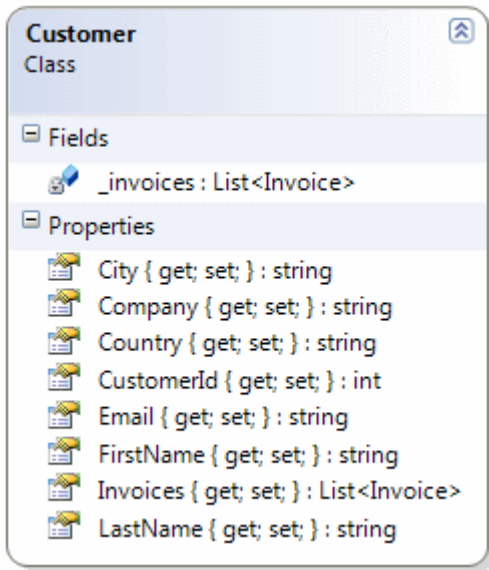 Customer
Class
Fields
_invoices : List<Invoice>
Properties
City { get; set; } : string
Company { get; set; } : string
Country { get; set; } : string
CustomerId { get; set; } : int
Email { get; set; } : string
FirstName { get; set; } : string
Invoices { get; set; } : List<Invoice>
LastName { get; set; } : string